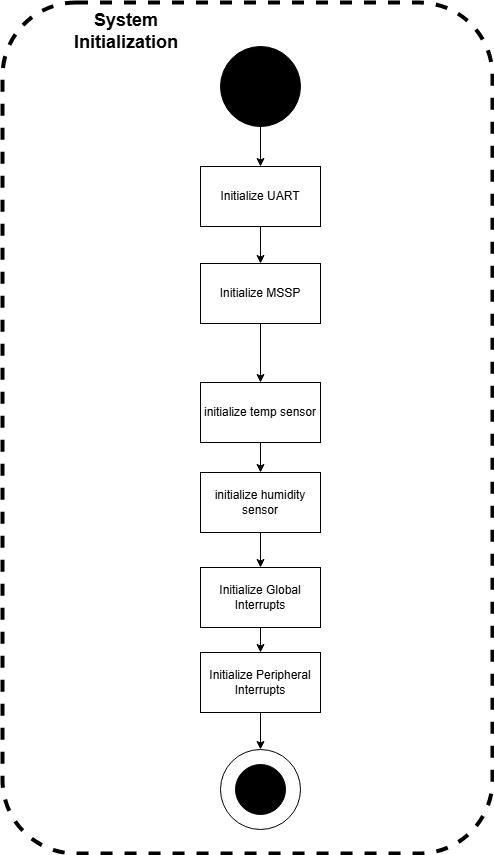 System
Initialization
Initialize UART
Initialize MSSP
initialize temp sensor
initialize humidity
sensor
Initialize Global
Interrupts
Initialize Peripheral
Interrupts